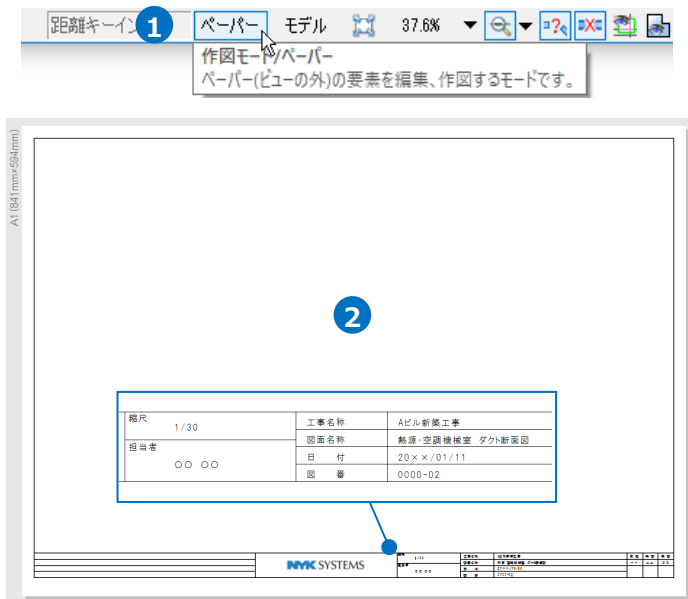 距離キーイン
1
ペーパー
モデル
37.6%
作図モード/ペーパー
ペーパー(ビューの外)の要素を編集、作図するモードです。
A1 (841mm×594mm)
2
縮尺
1/30
担当者
○○ ○○
工事名称 Aビル新築工事
図面名称 熱源・空調機械室 ダクト断面図
日 付 20××/01/11
図 番 0000-02
NYK SYSTEMS
1/30